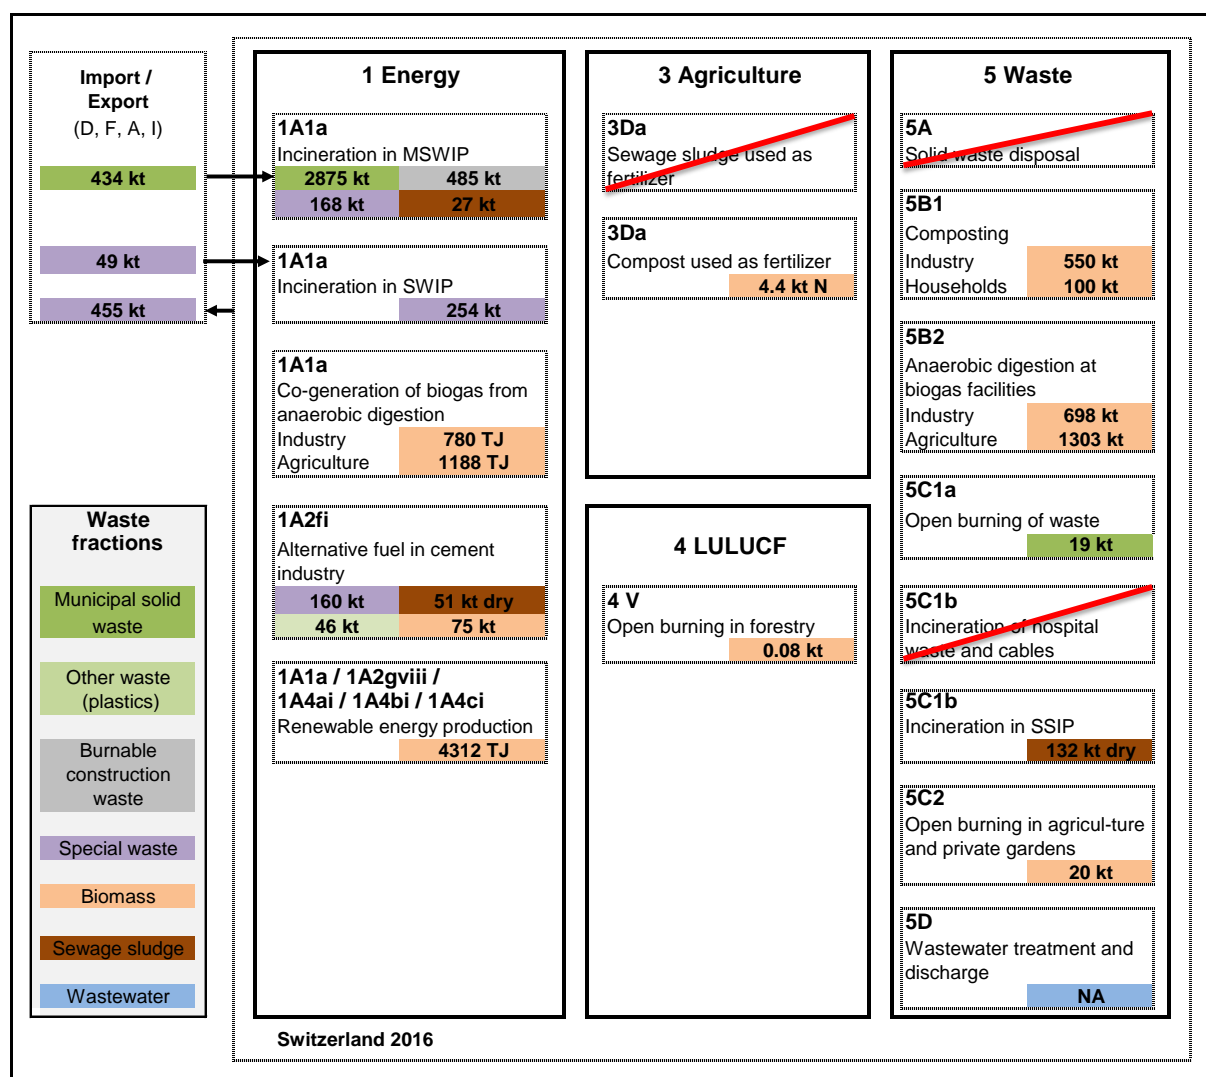 Import /
Export
(D, F, A, I)
434 kt
49 kt
455 kt
Waste
fractions
Municipal solid
waste
Other waste
(plastics)
Burnable
construction
waste
Special waste
Biomass
Sewage sludge
Wastewater
1 Energy
1A1a
Incineration in MSWIP
2875 kt 485 kt
168 kt 27 kt
1A1a
Incineration in SWIP
254 kt
1A1a
Co-generation of biogas from
anaerobic digestion
Industry 780 TJ
Agriculture 1188 TJ
1A2fi
Alternative fuel in cement
industry
160 kt 51 kt dry
46 kt 75 kt
1A1a / 1A2gviii /
1A4ai / 1A4bi / 1A4ci
Renewable energy production
4312 TJ
3 Agriculture
3Da
Sewage sludge used as
fertilizer
3Da
Compost used as fertilizer
4.4 kt N
4 LULUCF
4 V
Open burning in forestry
0.08 kt
5 Waste
5A
Solid waste disposal
5B1
Composting
Industry 550 kt
Households 100 kt
5B2
Anaerobic digestion at
biogas facilities
Industry 698 kt
Agriculture 1303 kt
5C1a
Open burning of waste
19 kt
5C1b
Incineration of hospital
waste and cables
5C1b
Incineration in SSIP
132 kt dry
5C2
Open burning in agricul-ture
and private gardens
20 kt
5D
Wastewater treatment and
discharge
NA
Switzerland 2016